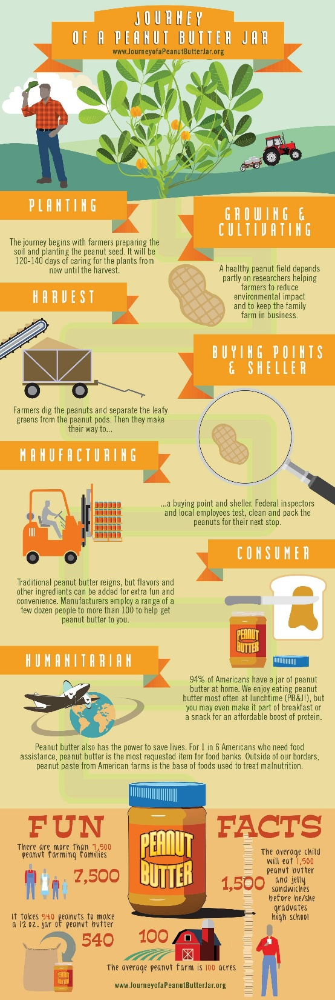 JOURNEY
OF A PEANUT BUTTER JAR
www.JourneyofaPeanutButterJar.org
PLANTING
The journey begins with farmers preparing the
soil and planting the peanut seed. It will be
120-140 days of caring for the plants from
now until the harvest.
GROWING &
CULTIVATING
A healthy peanut field depends
partly on researchers helping
farmers to reduce
environmental impact
and to keep the family
farm in business.
HARVEST
Farmers dig the peanuts and separate the leafy
greens from the peanut pods. Then they make
their way to...
BUYING POINTS
& SHELLER
...a buying point and sheller. Federal inspectors
and local employees test, clean and pack the
peanuts for their next stop.
MANUFACTURING
Traditional peanut butter reigns, but flavors and
other ingredients can be added for extra fun and
convenience. Manufacturers employ a range of a
few dozen people to more than 100 to help get
peanut butter to you.
CONSUMER
PEANUT
BUTTER
94% of Americans have a jar of peanut
butter at home. We enjoy eating peanut
butter most often at lunchtime (PB&J!), but
you may even make it part of breakfast or
a snack for an affordable boost of protein.
HUMANITARIAN
Peanut butter also has the power to save lives. For 1 in 6 Americans who need food
assistance, peanut butter is the most requested item for food banks. Outside of our borders,
peanut paste from American farms is the base of foods used to treat malnutrition.
FUN
FACTS
PEANUT
BUTTER
There are more than 7,500
peanut farming families
7,500
The average child
will eat 1,500
peanut butter
and jelly
sandwiches
before he/she
graduates
high school
1,500
It takes 540 peanuts to make
a 12 oz. jar of peanut butter
540
PEANUT
BUTTER
100
The average peanut farm is 100 acres
www.JourneyofaPeanutButterJar.org